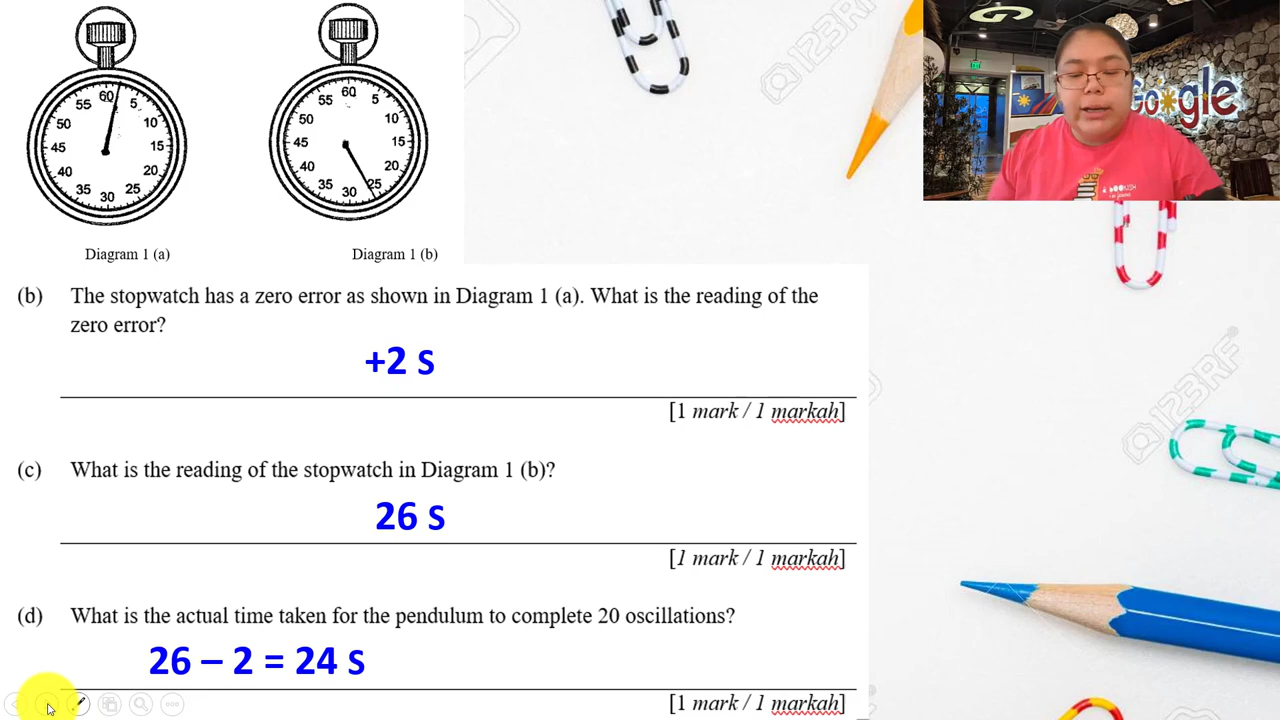 60
5
10
15
20
25
30
35
40
45
50
55
60
5
10
15
20
25
30
35
40
45
50
55
Diagram 1 (a)
Diagram 1 (b)
(b) The stopwatch has a zero error as shown in Diagram 1 (a). What is the reading of the
zero error?
+2 s
[1 mark / 1 markah]
(c) What is the reading of the stopwatch in Diagram 1 (b)?
26 s
[1 mark / 1 markah]
(d) What is the actual time taken for the pendulum to complete 20 oscillations?
26 – 2 = 24 s
[1 mark / 1 markah]
Google
123RF
123RF